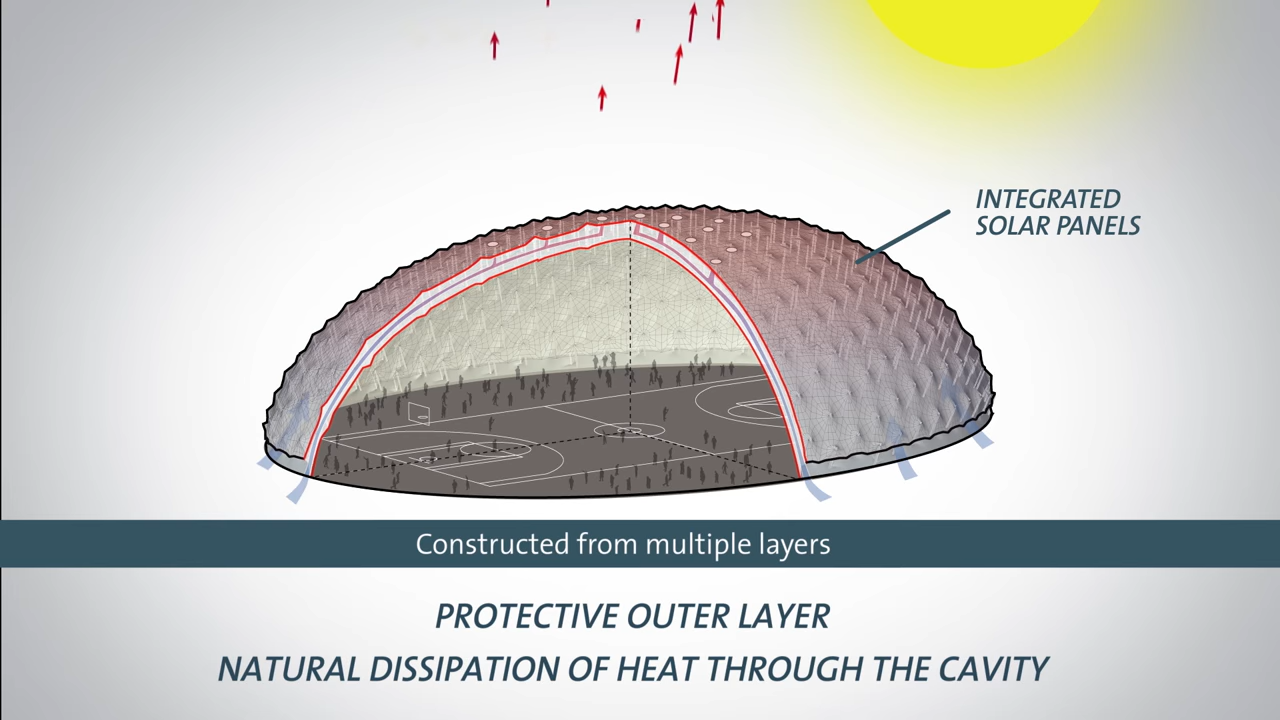 INTEGRATED
SOLAR PANELS
Constructed from multiple layers
PROTECTIVE OUTER LAYER
NATURAL DISSIPATION OF HEAT THROUGH THE CAVITY